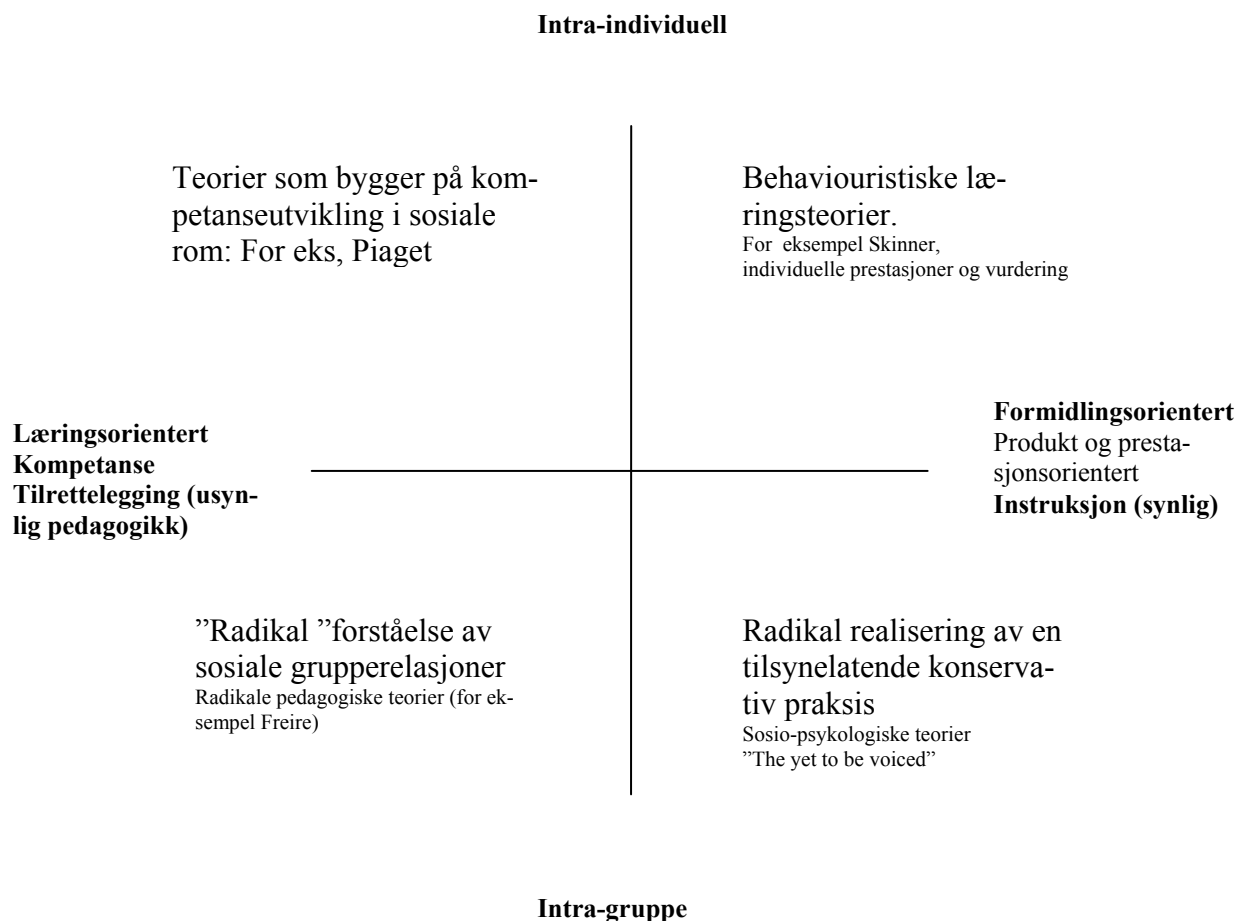 Intra-individuell
Teorier som bygger på kom-
petanseutvikling i sosiale
rom: For eks, Piaget
Behaviouristiske læ-
ringsteorier.
For eksempel Skinner,
individuelle prestasjoner og vurdering
Læringsorientert
Kompetanse
Tilrettelegging (usyn-
lig pedagogikk)
Formidlingsorientert
Produkt og presta-
sjonsorientert
Instruksjon (synlig)
”Radikal ”forståelse av
sosiale grupperelasjoner
Radikale pedagogiske teorier (for ek-
sempel Freire)
Radikal realisering av en
tilsynelatende konserva-
tiv praksis
Sosio-psykologiske teorier
”The yet to be voiced”
Intra-gruppe